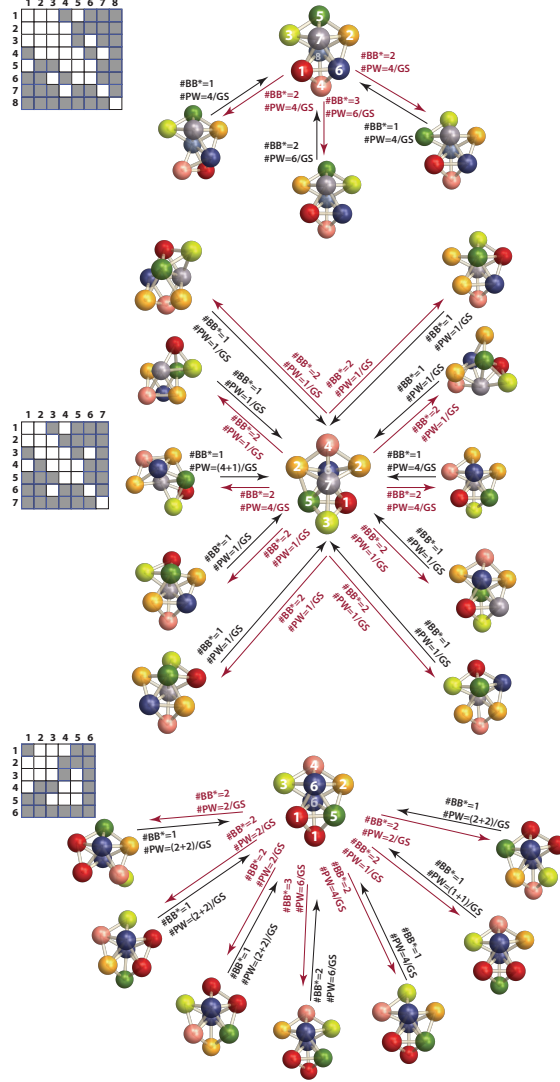 1 2 3 4 5 6 7 8
1
2
3
4
5
6
7
8
5
3 7 2
8
1 6
4
#BB*=1
#PW=4/GS
#BB*=2
#PW=4/GS
#BB*=3
#PW=6/GS
#BB*=2
#PW=6/GS
#BB*=2
#PW=4/GS
#BB*=1
#PW=4/GS
1 2 3 4 5 6 7
1
2
3
4
5
6
7
4
2 6 2
7
5 1
3
#BB*=1
#PW=1/GS
#BB*=2
#PW=1/GS
#BB*=2
#PW=1/GS
#BB*=1
#PW=1/GS
#BB*=1
#PW=1/GS
#BB*=2
#PW=1/GS
#BB*=1
#PW=1/GS
#BB*=2
#PW=1/GS
#BB*=1
#PW=(4+1)/GS
#BB*=2
#PW=4/GS
#BB*=1
#PW=4/GS
#BB*=2
#PW=4/GS
#BB*=1
#PW=1/GS
#BB*=2
#PW=1/GS
#BB*=2
#PW=1/GS
#BB*=1
#PW=1/GS
#BB*=1
#PW=1/GS
#BB*=2
#PW=1/GS
#BB*=2
#PW=1/GS
#BB*=1
#PW=1/GS
1 2 3 4 5 6
1
2
3
4
5
6
4
3 6 2
6
1 5
1
#BB*=2
#PW=2/GS
#BB*=1
#PW=(2+2)/GS
#BB*=2
#PW=2/GS
#BB*=1
#PW=(2+2)/GS
#BB*=2
#PW=2/GS
#BB*=1
#PW=(2+2)/GS
#BB*=3
#PW=6/GS
#BB*=2
#PW=6/GS
#BB*=2
#PW=4/GS
#BB*=1
#PW=4/GS
#BB*=2
#PW=1/GS
#BB*=1
#PW=(1+1)/GS
#BB*=2
#PW=2/GS
#BB*=1
#PW=(2+2)/GS